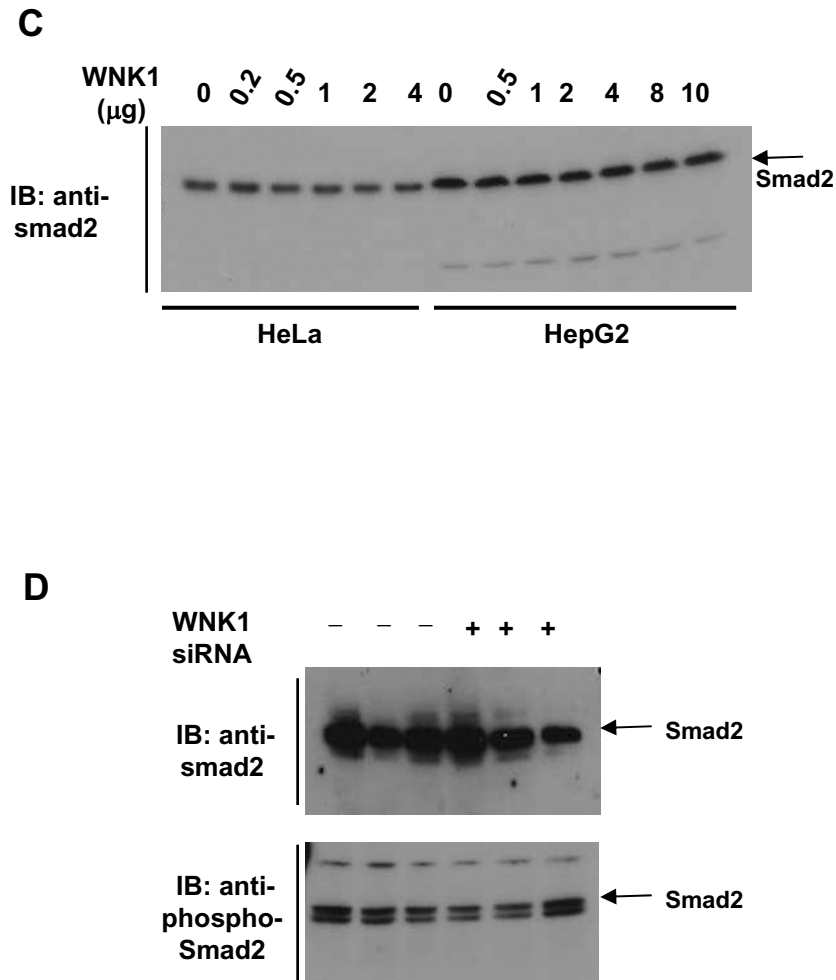 C
WNK1
(µg)
0 0.2 0.5 1 2 4 0 0.5 1 2 4 8 10
IB: anti-
smad2
Smad2
HeLa HepG2
D
WNK1
siRNA
– – – + + +
IB: anti-
smad2
Smad2
IB: anti-
phospho-
Smad2
Smad2